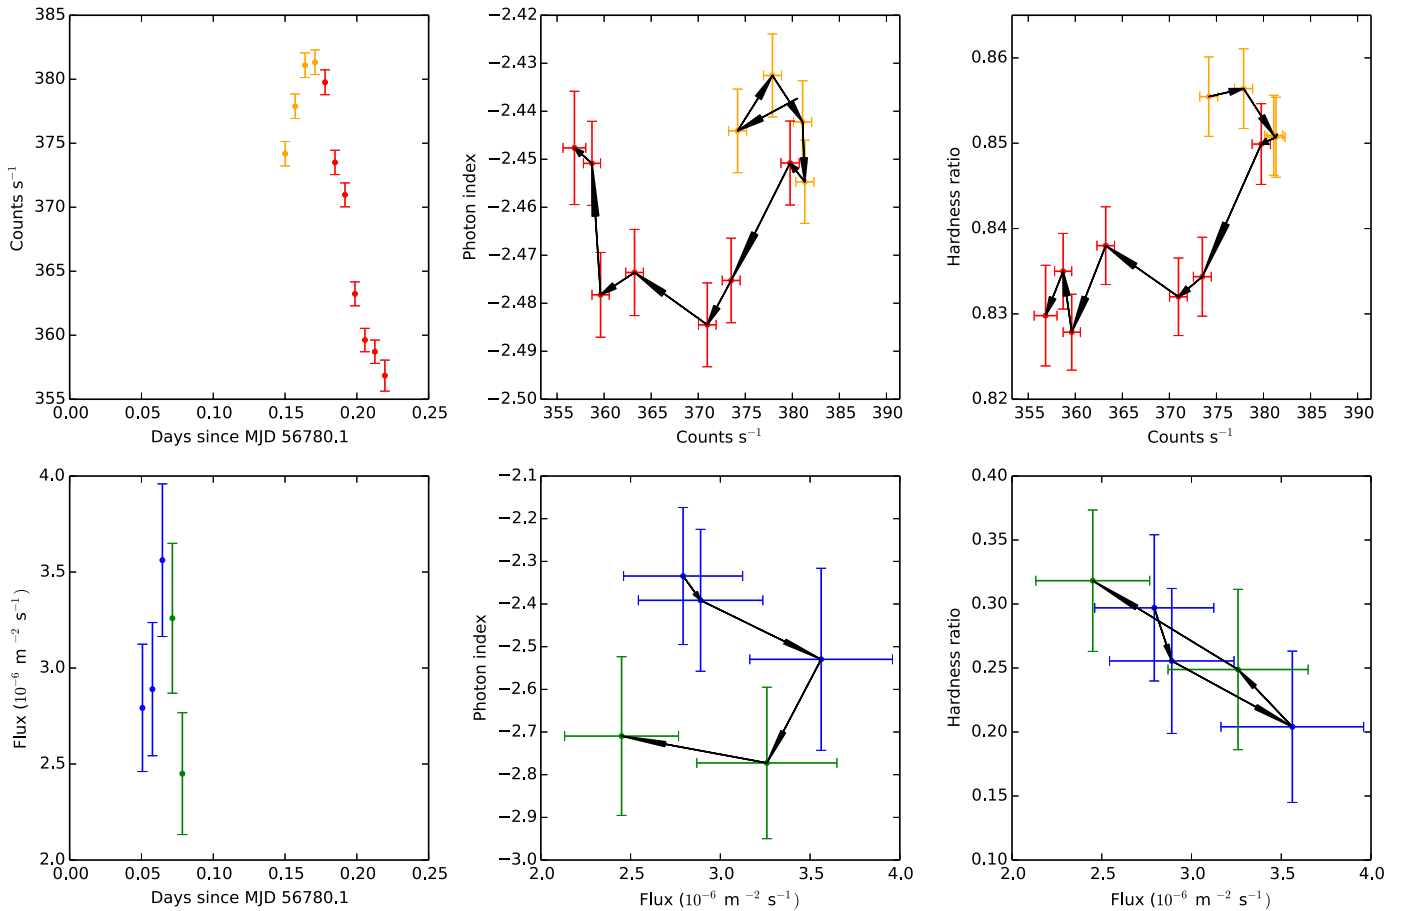 385
380
375
370
365
360
355
Counts s⁻¹
0.00 0.05 0.10 0.15 0.20 0.25
Days since MJD 56780.1
−2.42
−2.43
−2.44
−2.45
−2.46
−2.47
−2.48
−2.49
−2.50
Photon index
355 360 365 370 375 380 385 390
Counts s⁻¹
0.86
0.85
0.84
0.83
0.82
Hardness ratio
355 360 365 370 375 380 385 390
Counts s⁻¹
4.0
3.5
3.0
2.5
2.0
Flux (10⁻⁶ m⁻² s⁻¹)
0.00 0.05 0.10 0.15 0.20 0.25
Days since MJD 56780.1
−2.1
−2.2
−2.3
−2.4
−2.5
−2.6
−2.7
−2.8
−2.9
−3.0
Photon index
2.0 2.5 3.0 3.5 4.0
Flux (10⁻⁶ m⁻² s⁻¹)
0.40
0.35
0.30
0.25
0.20
0.15
0.10
Hardness ratio
2.0 2.5 3.0 3.5 4.0
Flux (10⁻⁶ m⁻² s⁻¹)